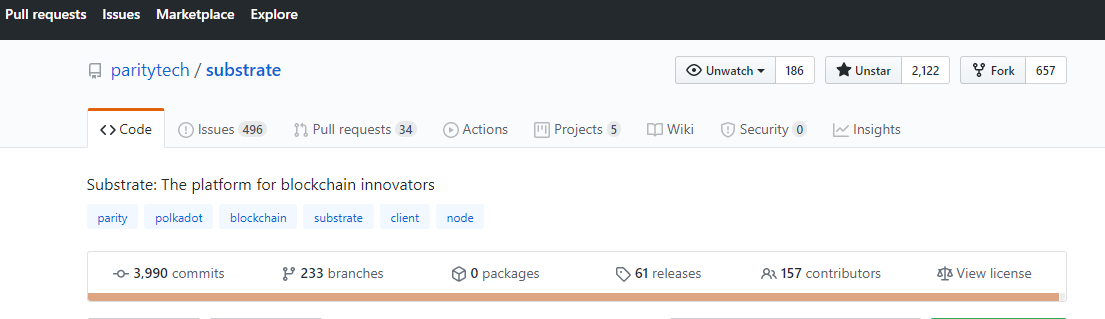 Pull requests Issues Marketplace Explore
paritytech / substrate Unwatch 186 Unstar 2,122 Fork 657
Code Issues 496 Pull requests 34 Actions Projects 5 Wiki Security 0 Insights
Substrate: The platform for blockchain innovators
parity polkadot blockchain substrate client node
3,990 commits 233 branches 0 packages 61 releases 157 contributors View license